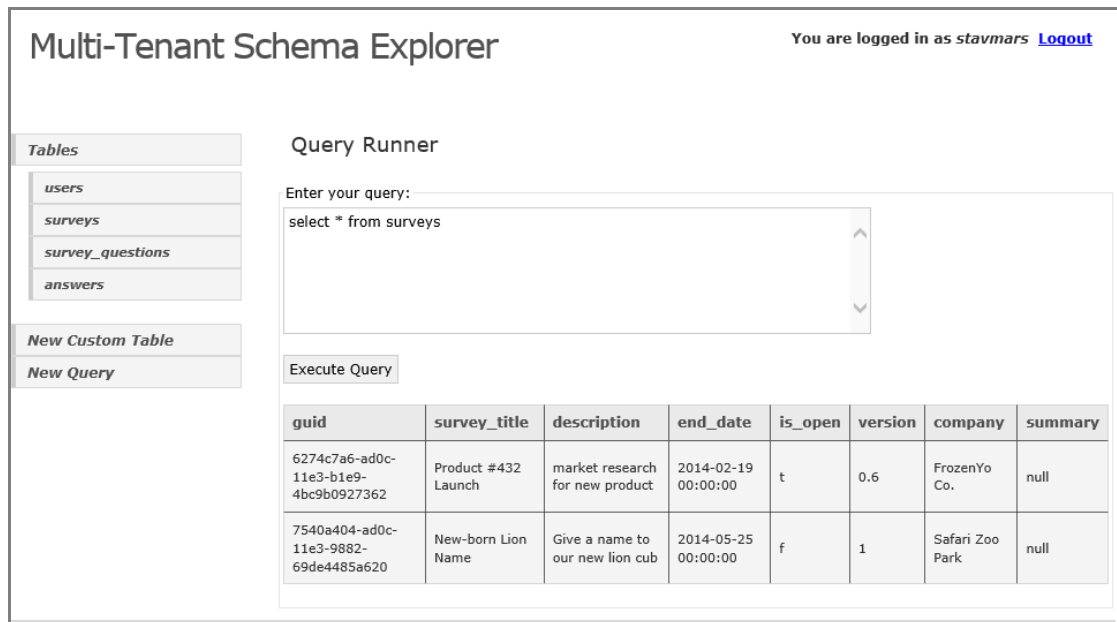 Multi-Tenant Schema Explorer
You are logged in as stavmars Logout
Tables
users
surveys
survey_questions
answers
New Custom Table
New Query
Query Runner
Enter your query:
select * from surveys
Execute Query
guid survey_title description end_date is_open version company summary
6274c7a6-ad0c-
11e3-b1e9-
4bc9b0927362
Product #432
Launch
market research
for new product
2014-02-19
00:00:00
t
0.6
FrozenYo
Co.
null
7540a404-ad0c-
11e3-9882-
69de4485a620
New-born Lion
Name
Give a name to
our new lion cub
2014-05-25
00:00:00
f
1
Safari Zoo
Park
null